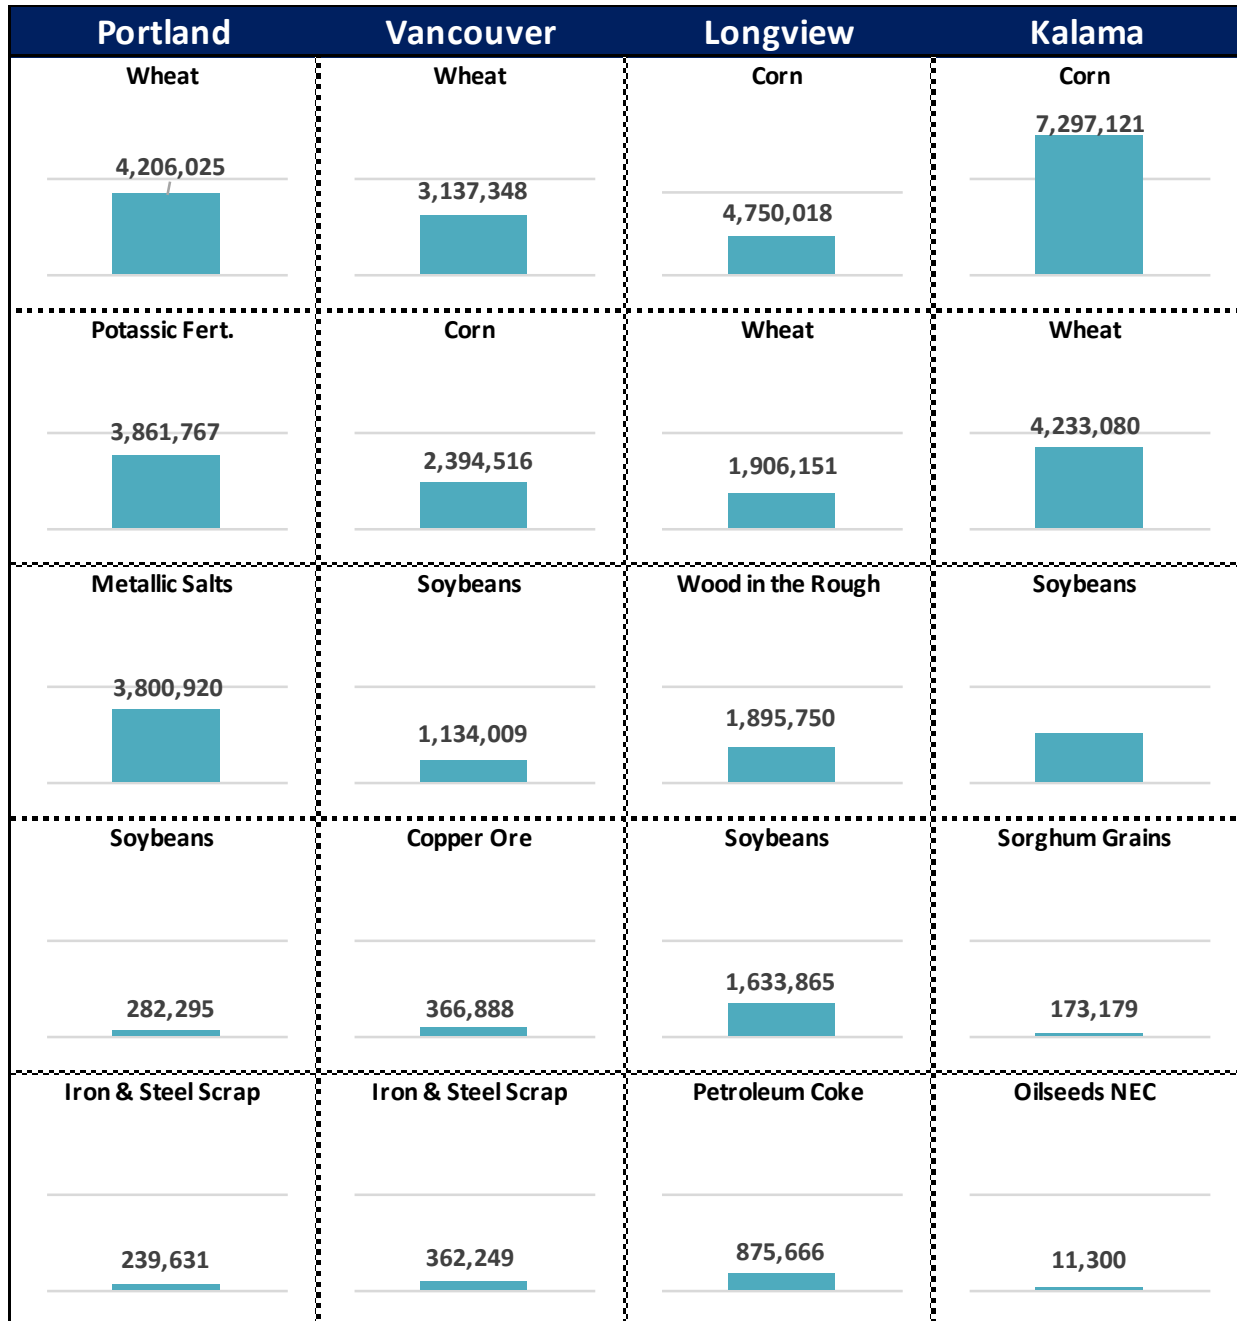 Portland Vancouver Longview Kalama
Wheat Wheat Corn Corn
4,206,025 3,137,348 4,750,018 7,297,121
Potassic Fert. Corn Wheat Wheat
3,861,767 2,394,516 1,906,151 4,233,080
Metallic Salts Soybeans Wood in the Rough Soybeans
3,800,920 1,134,009 1,895,750
Soybeans Copper Ore Soybeans Sorghum Grains
282,295 366,888 1,633,865 173,179
Iron & Steel Scrap Iron & Steel Scrap Petroleum Coke Oilseeds NEC
239,631 362,249 875,666 11,300